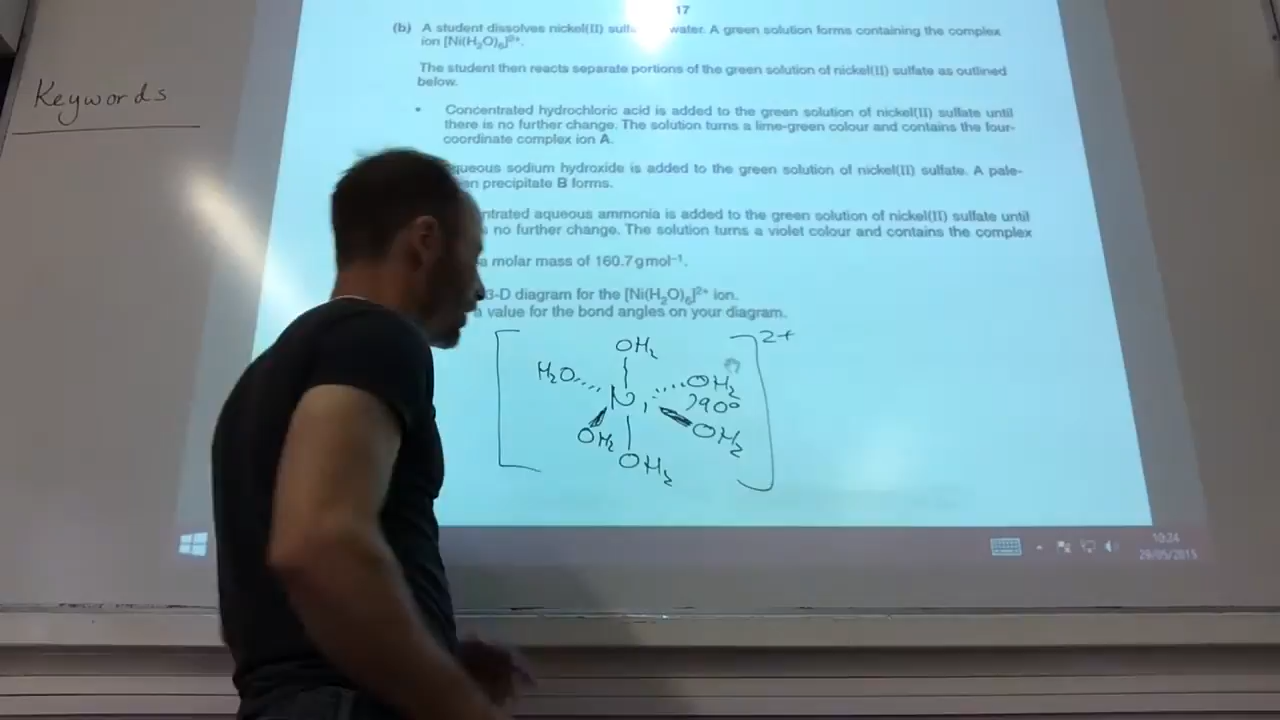 17
(b) A student dissolves nickel(II) water. A green solution forms containing the complex
ion [Ni(H₂O)₆]²⁺.
Keywords
The student then reacts separate portions of the green solution of nickel(II) sulfate as outlined
below.
• Concentrated hydrochloric acid is added to the green solution of nickel(II) sulfate until
there is no further change. The solution turns a lime-green colour and contains the four-
coordinate complex ion A.
queous sodium hydroxide is added to the green solution of nickel(II) sulfate. A pale-
en precipitate B forms.
ntrated aqueous ammonia is added to the green solution of nickel(II) sulfate until
no further change. The solution turns a violet colour and contains the complex
a molar mass of 160.7 g mol⁻¹.
3-D diagram for the [Ni(H₂O)₆]²⁺ ion.
a value for the bond angles on your diagram.
2+
OH₂
H₂O
OH₂
Ni
90°
OH₂
OH₂
OH₂
10:34
29/05/2015